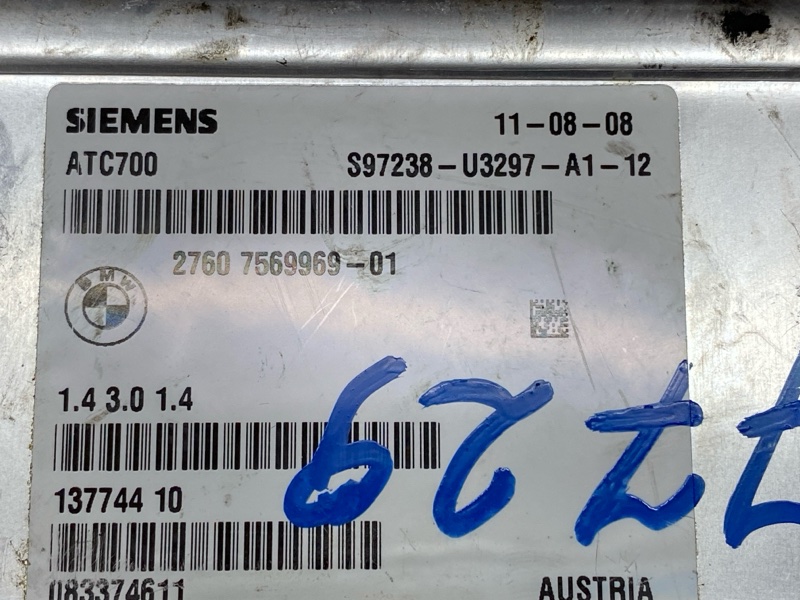 SIEMENS 11-08-08
ATC700 S97238-U3297-A1-12
2760 7569969-01
BMW
1.4 3.0 1.4
137744 10
083374611 AUSTRIA